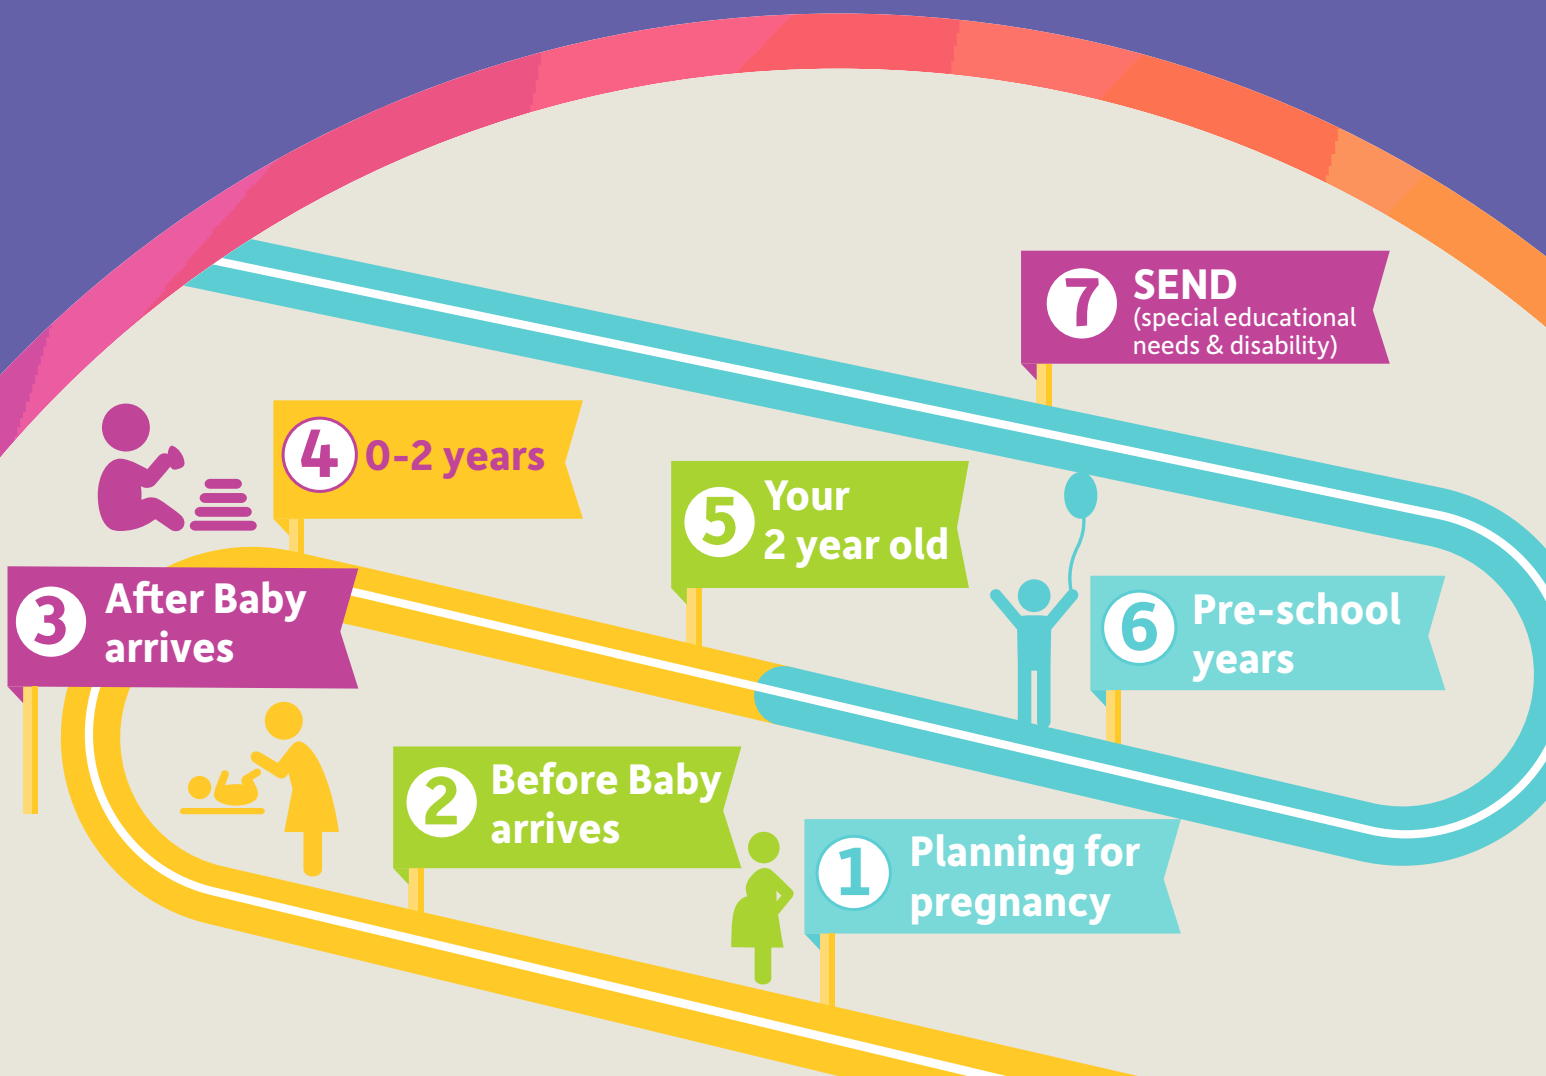 7 SEND
(special educational
needs & disability)
4 0-2 years
5 Your
2 year old
3 After Baby
arrives
6 Pre-school
years
2 Before Baby
arrives
1 Planning for
pregnancy